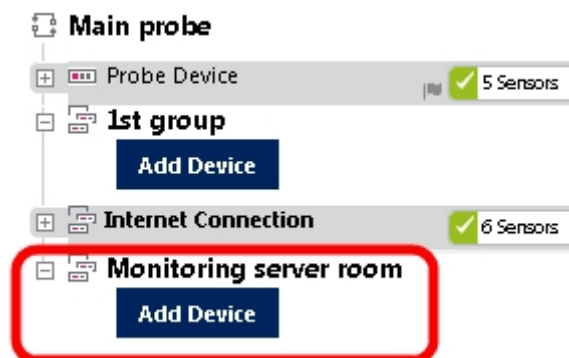 Main probe
Probe Device
5 Sensors
1st group
Add Device
Internet Connection
6 Sensors
Monitoring server room
Add Device